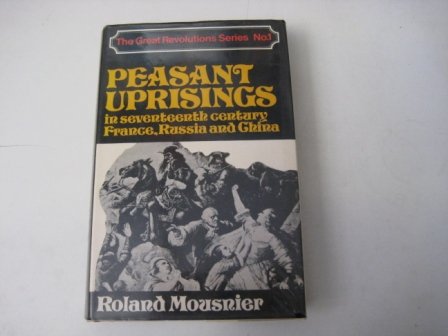 The Great Revolutions Series No.1
PEASANT
UPRISINGS
in seventeenth century
France, Russia and China
Roland Mousnier